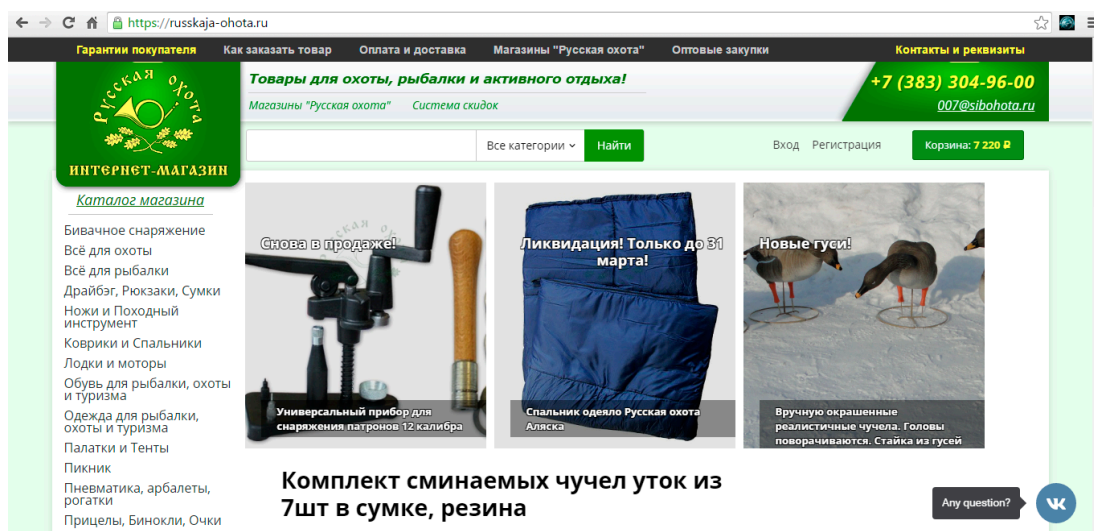 https://russkaja-ohota.ru
Гарантии покупателя Как заказать товар Оплата и доставка Магазины "Русская охота" Оптовые закупки Контакты и реквизиты
Русская охота
ИНТЕРНЕТ-МАГАЗИН
Товары для охоты, рыбалки и активного отдыха!
Магазины "Русская охота" Система скидок
+7 (383) 304-96-00
007@sibohota.ru
Все категории Найти Вход Регистрация Корзина: 7 220 ₽
Каталог магазина
Бивачное снаряжение
Всё для охоты
Всё для рыбалки
Драйбэг, Рюкзаки, Сумки
Ножи и Походный
инструмент
Коврики и Спальники
Лодки и моторы
Обувь для рыбалки, охоты
и туризма
Одежда для рыбалки,
охоты и туризма
Палатки и Тенты
Пикник
Пневматика, арбалеты,
рогатки
Прицелы, Бинокли, Очки
Снова в продаже!
Универсальный прибор для
снаряжения патронов 12 калибра
Ликвидация! Только до 31
марта!
Спальник одеяло Русская охота
Аляска
Новые гуси!
Вручную окрашенные
реалистичные чучела. Головы
поворачиваются. Стайка из гусей
Комплект сминаемых чучел уток из
7шт в сумке, резина
Any question?